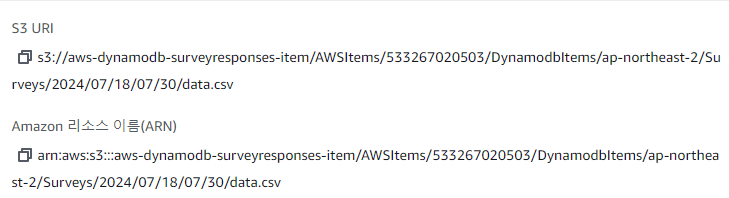 S3 URI
s3://aws-dynamodb-surveyresponses-item/AWSItems/533267020503/DynamodbItems/ap-northeast-2/Su
rveys/2024/07/18/07/30/data.csv
Amazon 리소스 이름(ARN)
arn:aws:s3:::aws-dynamodb-surveyresponses-item/AWSItems/533267020503/DynamodbItems/ap-northea
st-2/Surveys/2024/07/18/07/30/data.csv